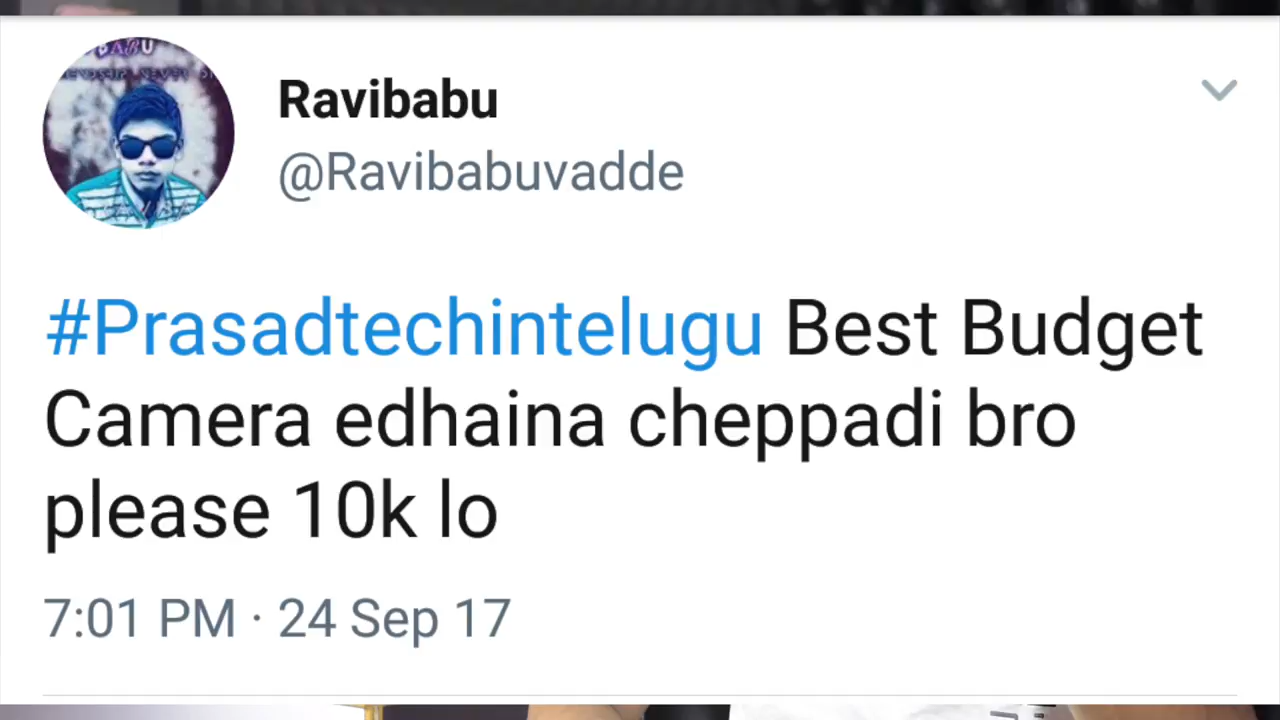 Ravibabu
@Ravibabuvadde
#Prasadtechintelugu Best Budget
Camera edhaina cheppadi bro
please 10k lo
7:01 PM · 24 Sep 17